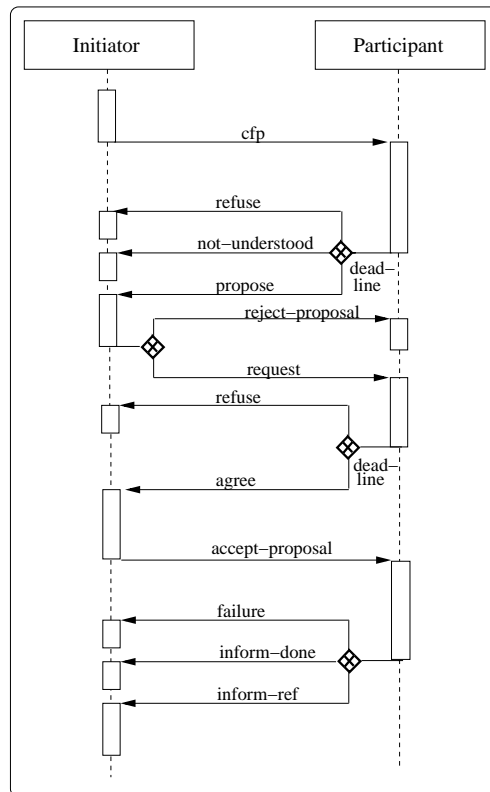 Initiator
Participant
cfp
refuse
not−understood
dead−
line
propose
reject−proposal
request
refuse
dead−
line
agree
accept−proposal
failure
inform−done
inform−ref